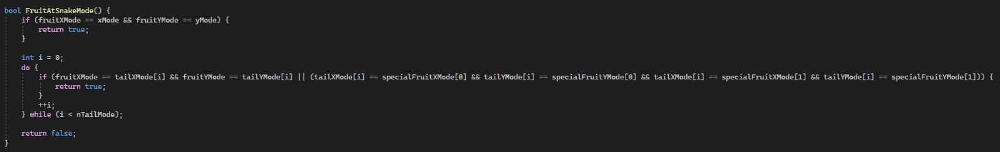 bool FruitAtSnakeMode() {
    if (fruitXMode == xMode && fruitYMode == yMode) {
        return true;
    }

    int i = 0;
    do {
        if (fruitXMode == tailXMode[i] && fruitYMode == tailYMode[i] || (tailXMode[i] == specialFruitXMode[0] && tailYMode[i] == specialFruitYMode[0] && tailXMode[i] == specialFruitXMode[1] && tailYMode[i] == specialFruitYMode[1])) {
            return true;
        }
        ++i;
    } while (i < nTailMode);

    return false;
}